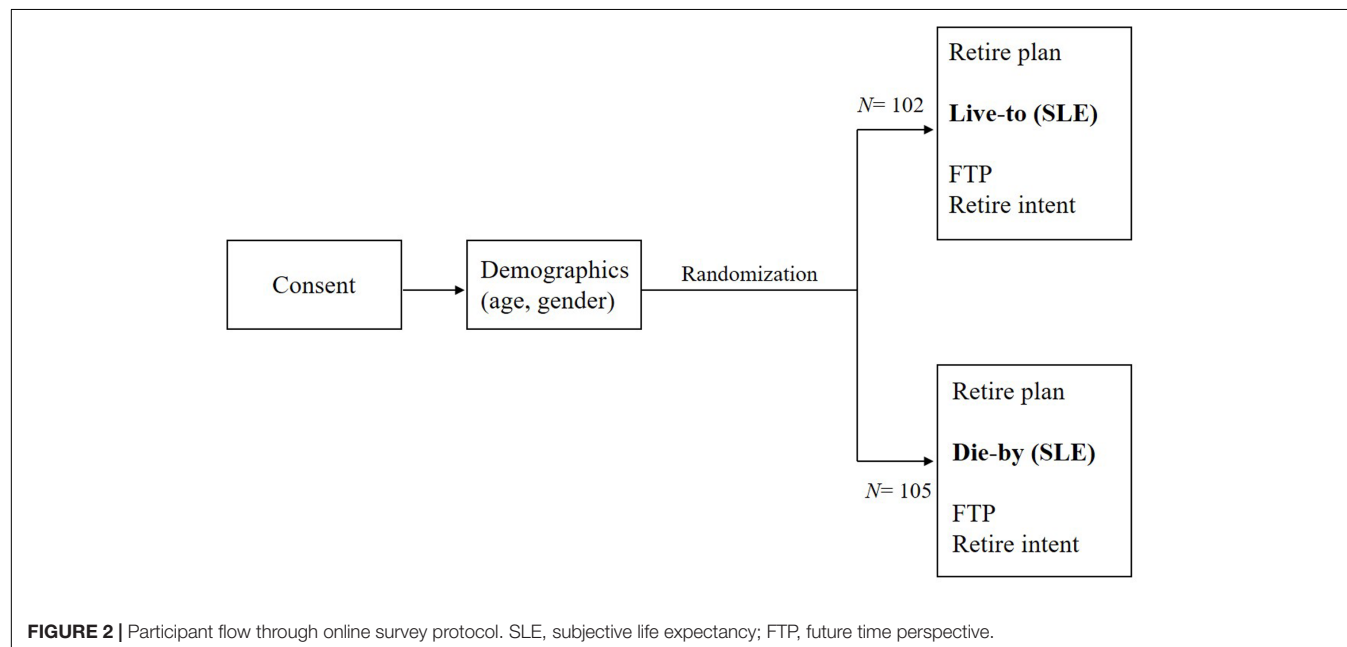 Consent
Demographics
(age, gender)
Randomization
N= 102
Retire plan
Live-to (SLE)
FTP
Retire intent
N= 105
Retire plan
Die-by (SLE)
FTP
Retire intent
FIGURE 2 | Participant flow through online survey protocol. SLE, subjective life expectancy; FTP, future time perspective.